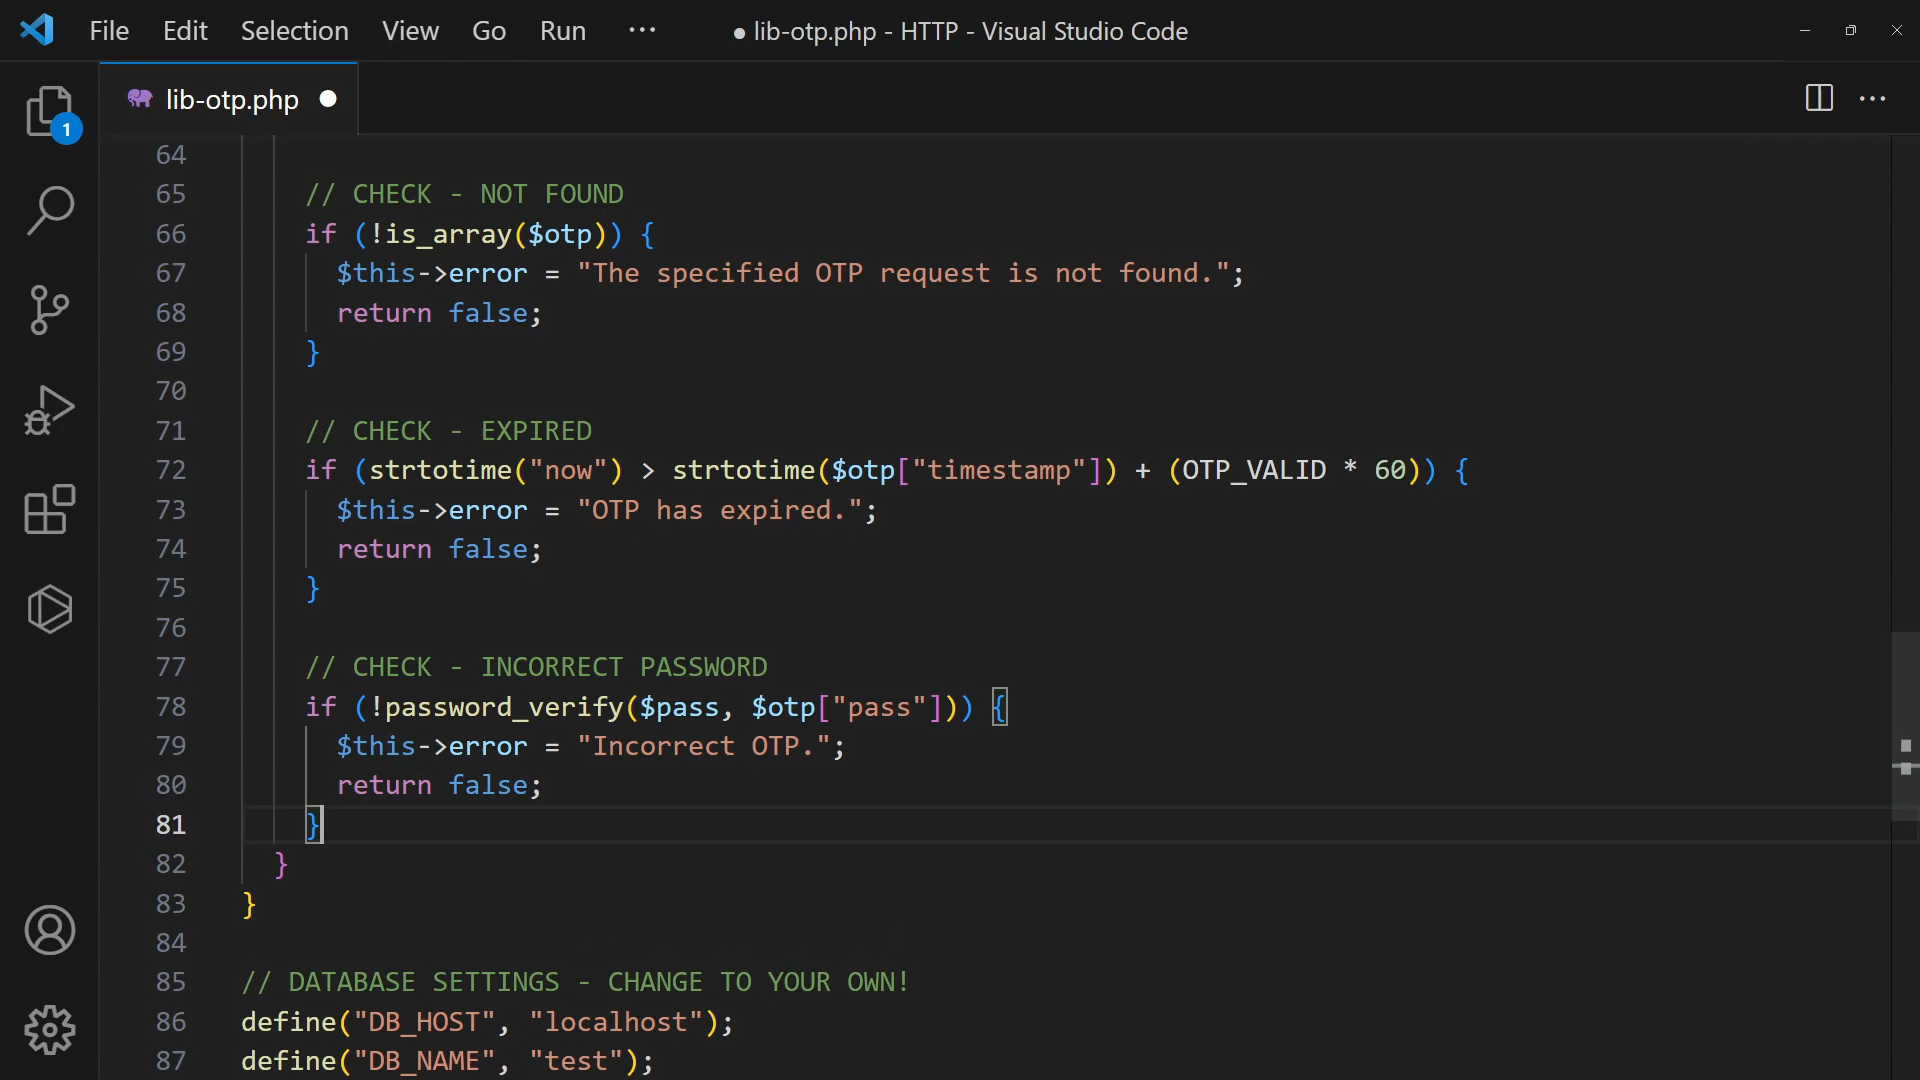 File Edit Selection View Go Run ··· ● lib-otp.php - HTTP - Visual Studio Code
lib-otp.php
1
64
65 // CHECK - NOT FOUND
66 if (!is_array($otp)) {
67 $this->error = "The specified OTP request is not found.";
68 return false;
69 }
70
71 // CHECK - EXPIRED
72 if (strtotime("now") > strtotime($otp["timestamp"]) + (OTP_VALID * 60)) {
73 $this->error = "OTP has expired.";
74 return false;
75 }
76
77 // CHECK - INCORRECT PASSWORD
78 if (!password_verify($pass, $otp["pass"])) {
79 $this->error = "Incorrect OTP.";
80 return false;
81 }
82 }
83 }
84
85 // DATABASE SETTINGS - CHANGE TO YOUR OWN!
86 define("DB_HOST", "localhost");
87 define("DB_NAME", "test");